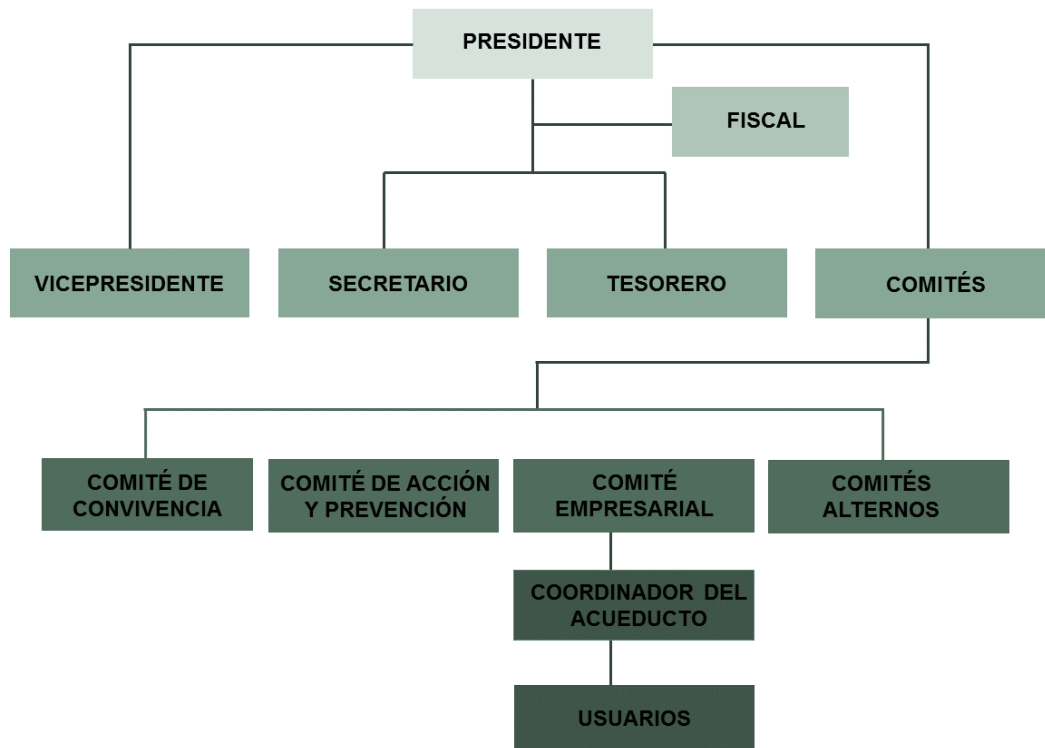 PRESIDENTE
FISCAL
VICEPRESIDENTE
SECRETARIO
TESORERO
COMITÉS
COMITÉ DE
CONVIVENCIA
COMITÉ DE ACCIÓN
Y PREVENCIÓN
COMITÉ
EMPRESARIAL
COMITÉS
ALTERNOS
COORDINADOR DEL
ACUEDUCTO
USUARIOS